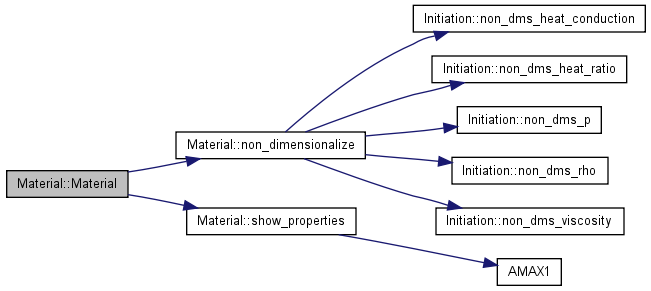 Material::Material
Material::non_dimensionalize
Material::show_properties
Initiation::non_dms_heat_conduction
Initiation::non_dms_heat_ratio
Initiation::non_dms_p
Initiation::non_dms_rho
Initiation::non_dms_viscosity
AMAX1